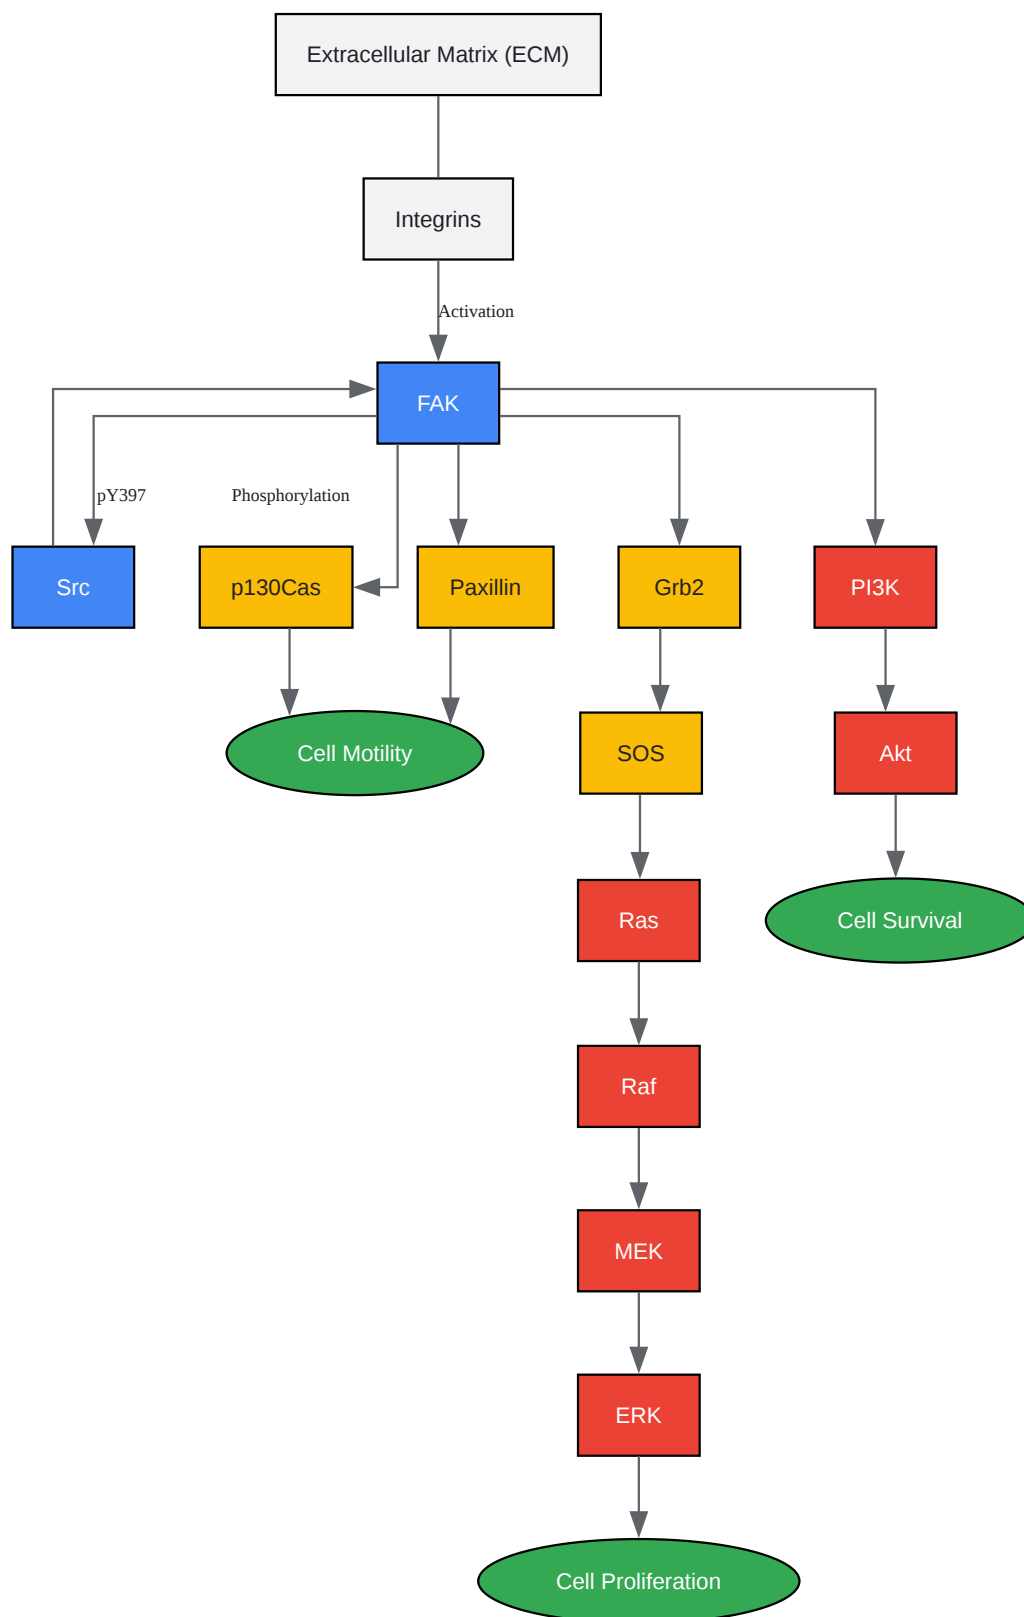 Extracellular Matrix (ECM)
Integrins
Activation
FAK
pY397
Phosphorylation
Src
p130Cas
Paxillin
Grb2
PI3K
Cell Motility
SOS
Akt
Ras
Cell Survival
Raf
MEK
ERK
Cell Proliferation